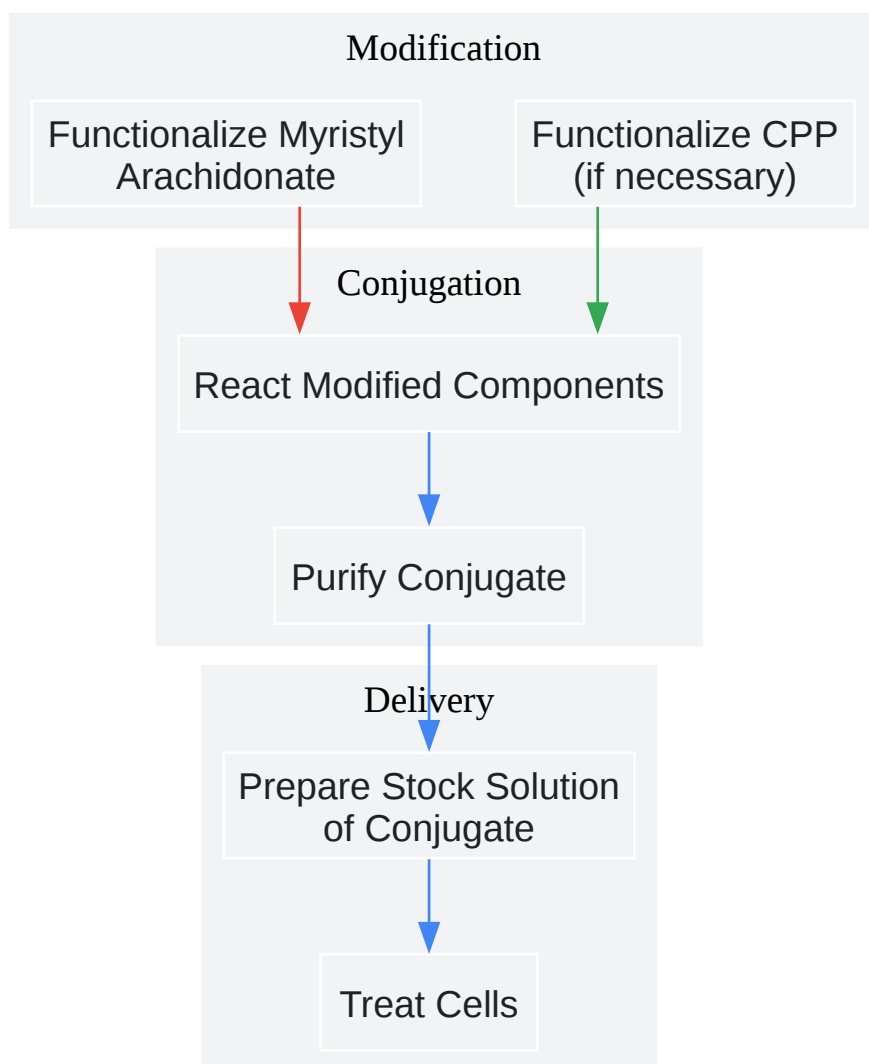 Modification
Functionalize Myristyl
Arachidonate
Functionalize CPP
(if necessary)
Conjugation
React Modified Components
Purify Conjugate
Delivery
Prepare Stock Solution
of Conjugate
Treat Cells